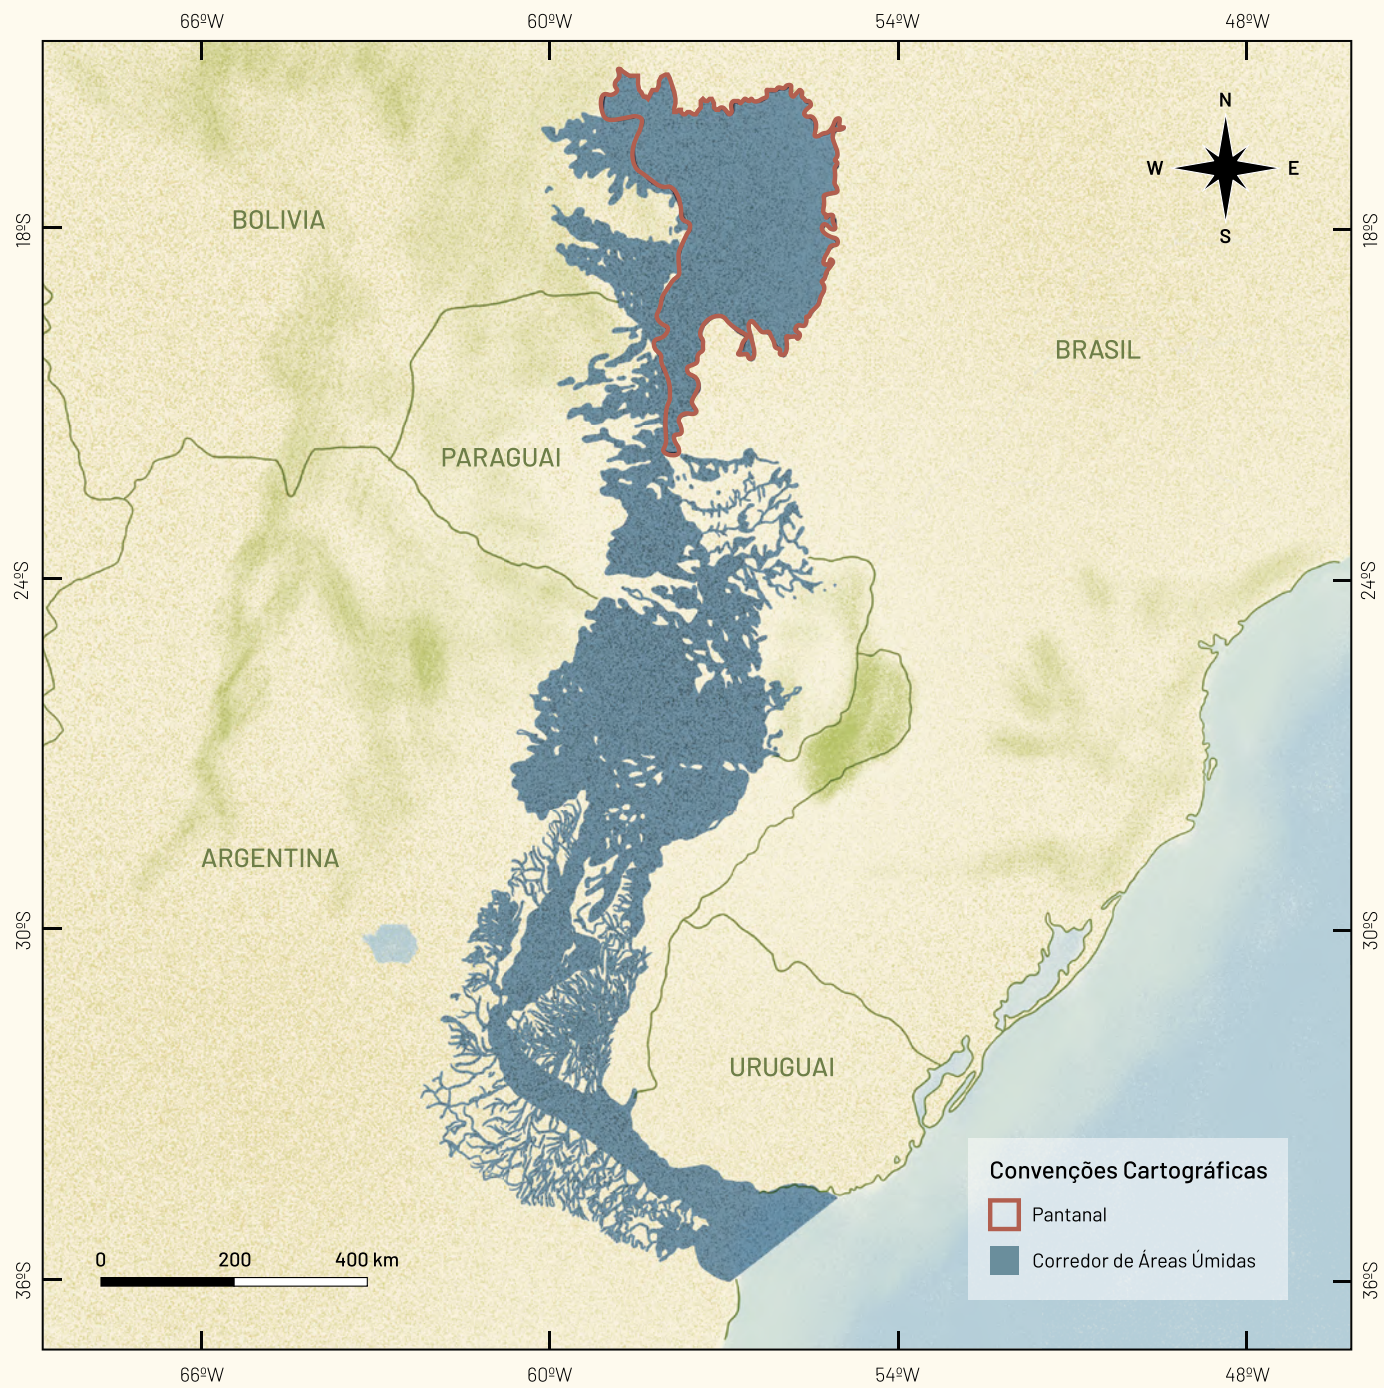 66ºW 60ºW 54ºW 48ºW
N
W E
S
18ºS 18ºS
BOLIVIA
BRASIL
PARAGUAI
24ºS 24ºS
ARGENTINA
30ºS 30ºS
URUGUAI
Convenções Cartográficas
Pantanal
Corredor de Áreas Úmidas
0 200 400 km
36ºS 36ºS
66ºW 60ºW 54ºW 48ºW